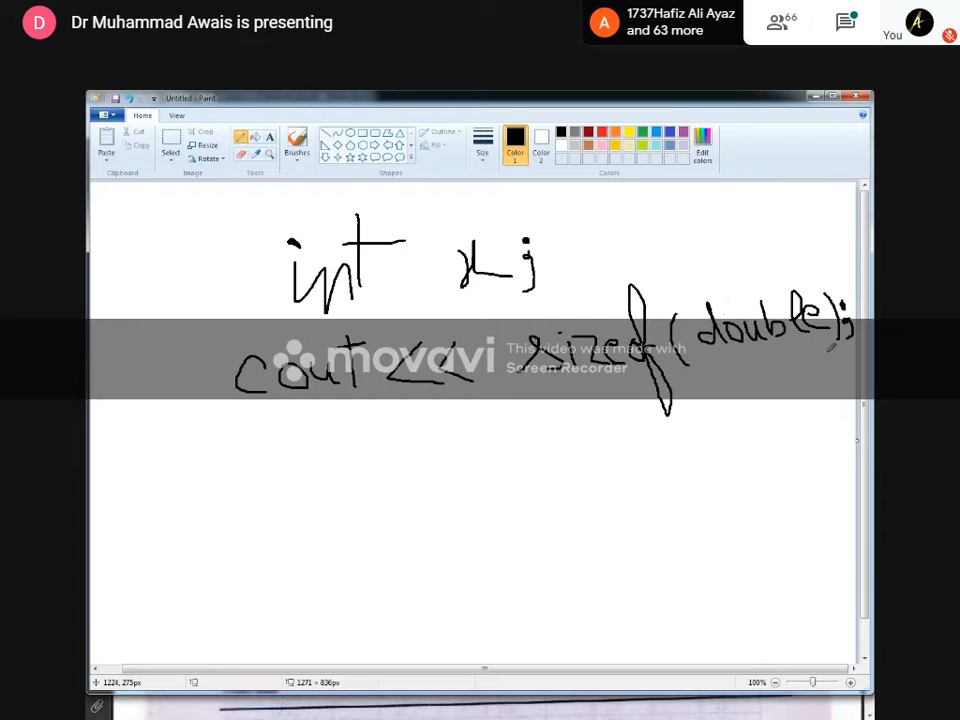 D Dr Muhammad Awais is presenting
A 1737Hafiz Ali Ayaz and 63 more
66
You
Untitled - Paint
Home View
Paste
Cut
Copy
Clipboard
Select
Crop
Resize
Rotate
Image
A
Tools
Brushes
Outline
Fill
Shapes
Size
Color 1
Color 2
Edit colors
Colors
int x;
cout << sizeof(double);
movavi
This video was made with
Screen Recorder
1224, 275px
1271 × 836px
100%